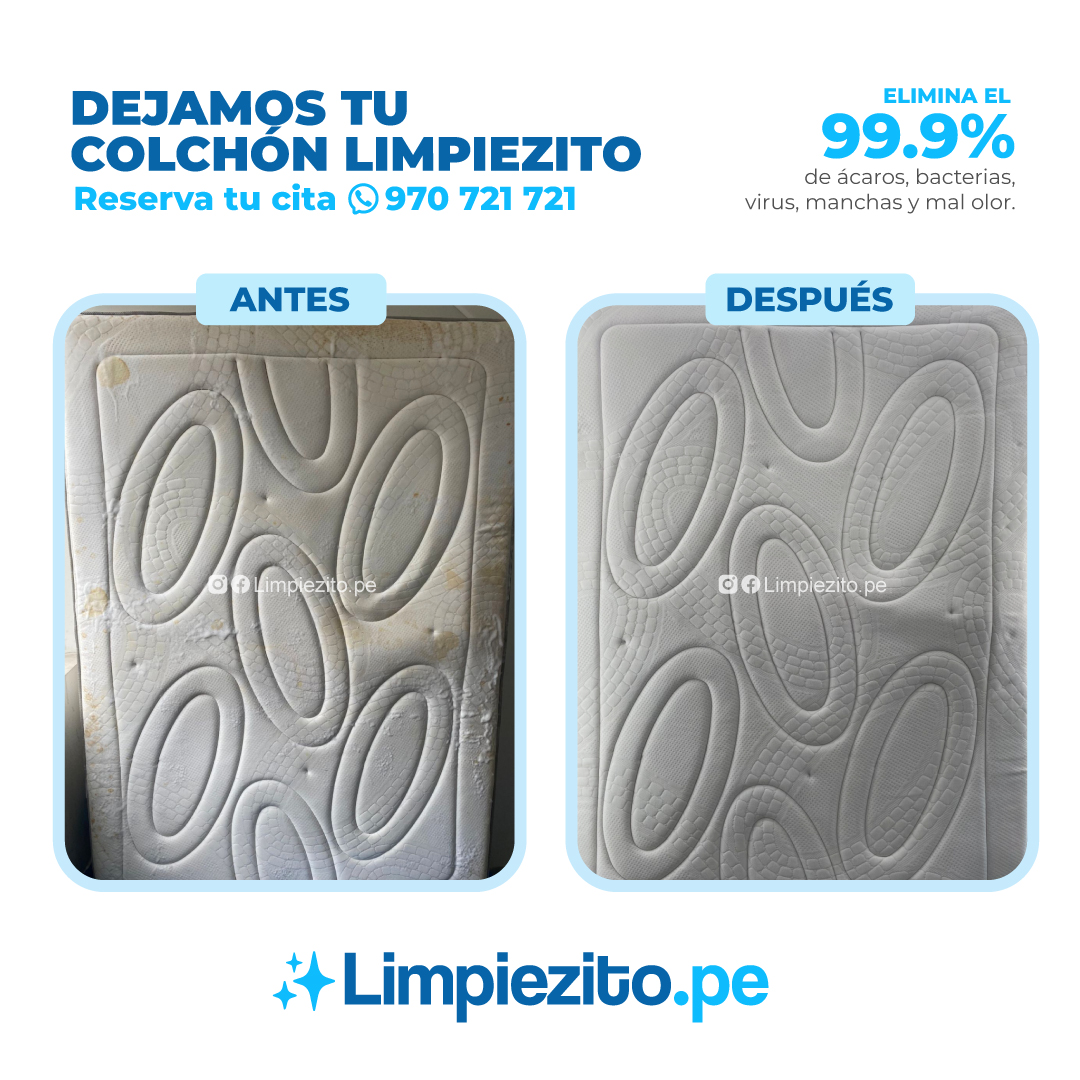 DEJAMOS TU
COLCHÓN LIMPIEZITO
Reserva tu cita 970 721 721
ELIMINA EL
99.9%
de ácaros, bacterias,
virus, manchas y mal olor.
ANTES
DESPUÉS
Limpiezito.pe
Limpiezito.pe
Limpiezito.pe